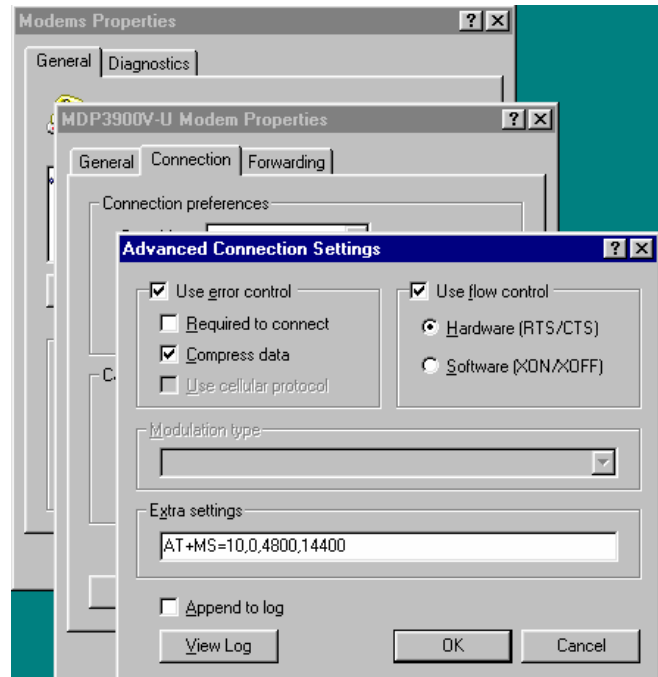 Modems Properties
General Diagnostics
MDP3900V-U Modem Properties
General Connection Forwarding
Connection preferences
Advanced Connection Settings
Use error control
Required to connect
Compress data
Use cellular protocol
Use flow control
Hardware (RTS/CTS)
Software (XON/XOFF)
Modulation type
Extra settings
AT+MS=10,0,4800,14400
Append to log
View Log OK Cancel